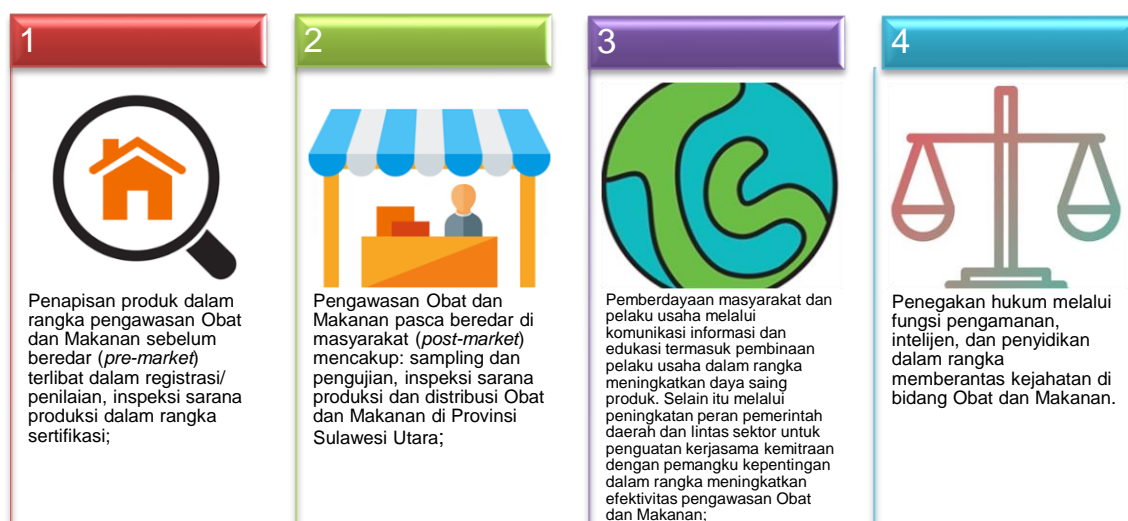 1
Penapisan produk dalam
rangka pengawasan Obat
dan Makanan sebelum
beredar (pre-market)
terlibat dalam registrasi/
penilaian, inspeksi sarana
produksi dalam rangka
sertifikasi;
2
Pengawasan Obat dan
Makanan pasca beredar di
masyarakat (post-market)
mencakup: sampling dan
pengujian, inspeksi sarana
produksi dan distribusi Obat
dan Makanan di Provinsi
Sulawesi Utara;
3
Pemberdayaan masyarakat dan
pelaku usaha melalui
komunikasi informasi dan
edukasi termasuk pembinaan
pelaku usaha dalam rangka
meningkatkan daya saing
produk. Selain itu melalui
peningkatan peran pemerintah
daerah dan lintas sektor untuk
penguatan kerjasama kemitraan
dengan pemangku kepentingan
dalam rangka meningkatkan
efektivitas pengawasan Obat
dan Makanan;
4
Penegakan hukum melalui
fungsi pengamanan,
intelijen, dan penyidikan
dalam rangka
memberantas kejahatan di
bidang Obat dan Makanan.